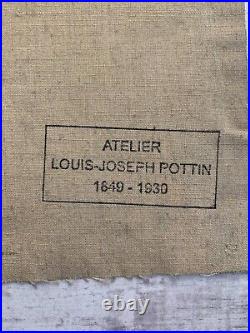 ATELIER
LOUIS-JOSEPH POTTIN
1849 - 1930